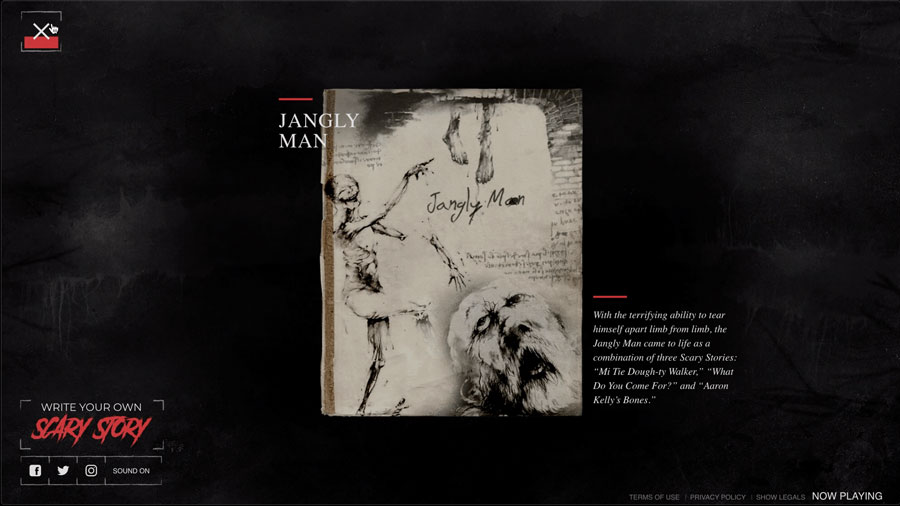 JANGLY
MAN
Jangly Man
With the terrifying ability to tear
himself apart limb from limb, the
Jangly Man came to life as a
combination of three Scary Stories:
“Mi Tie Dough-ty Walker,” “What
Do You Come For?” and “Aaron
Kelly’s Bones.”
WRITE YOUR OWN
SCARY STORY
SOUND ON
TERMS OF USE | PRIVACY POLICY | SHOW LEGALS NOW PLAYING